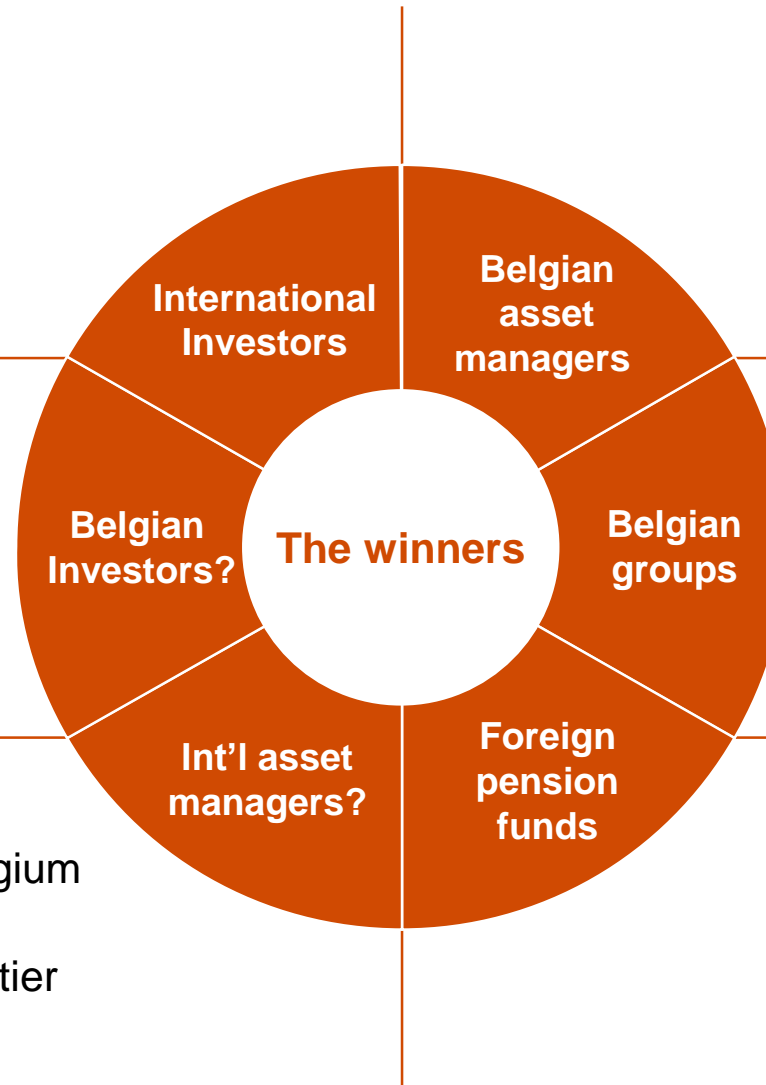 International
Investors
Belgian
asset
managers
Belgian
Investors?
The winners
Belgian
groups
Int’l asset
managers?
Foreign
pension
funds
gium
tier